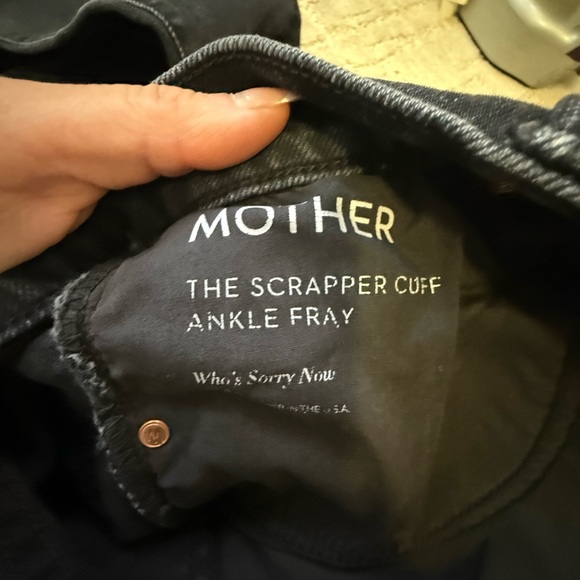 MOTHER
THE SCRAPPER CUFF
ANKLE FRAY
Who's Sorry Now
IN THE U.S.A.